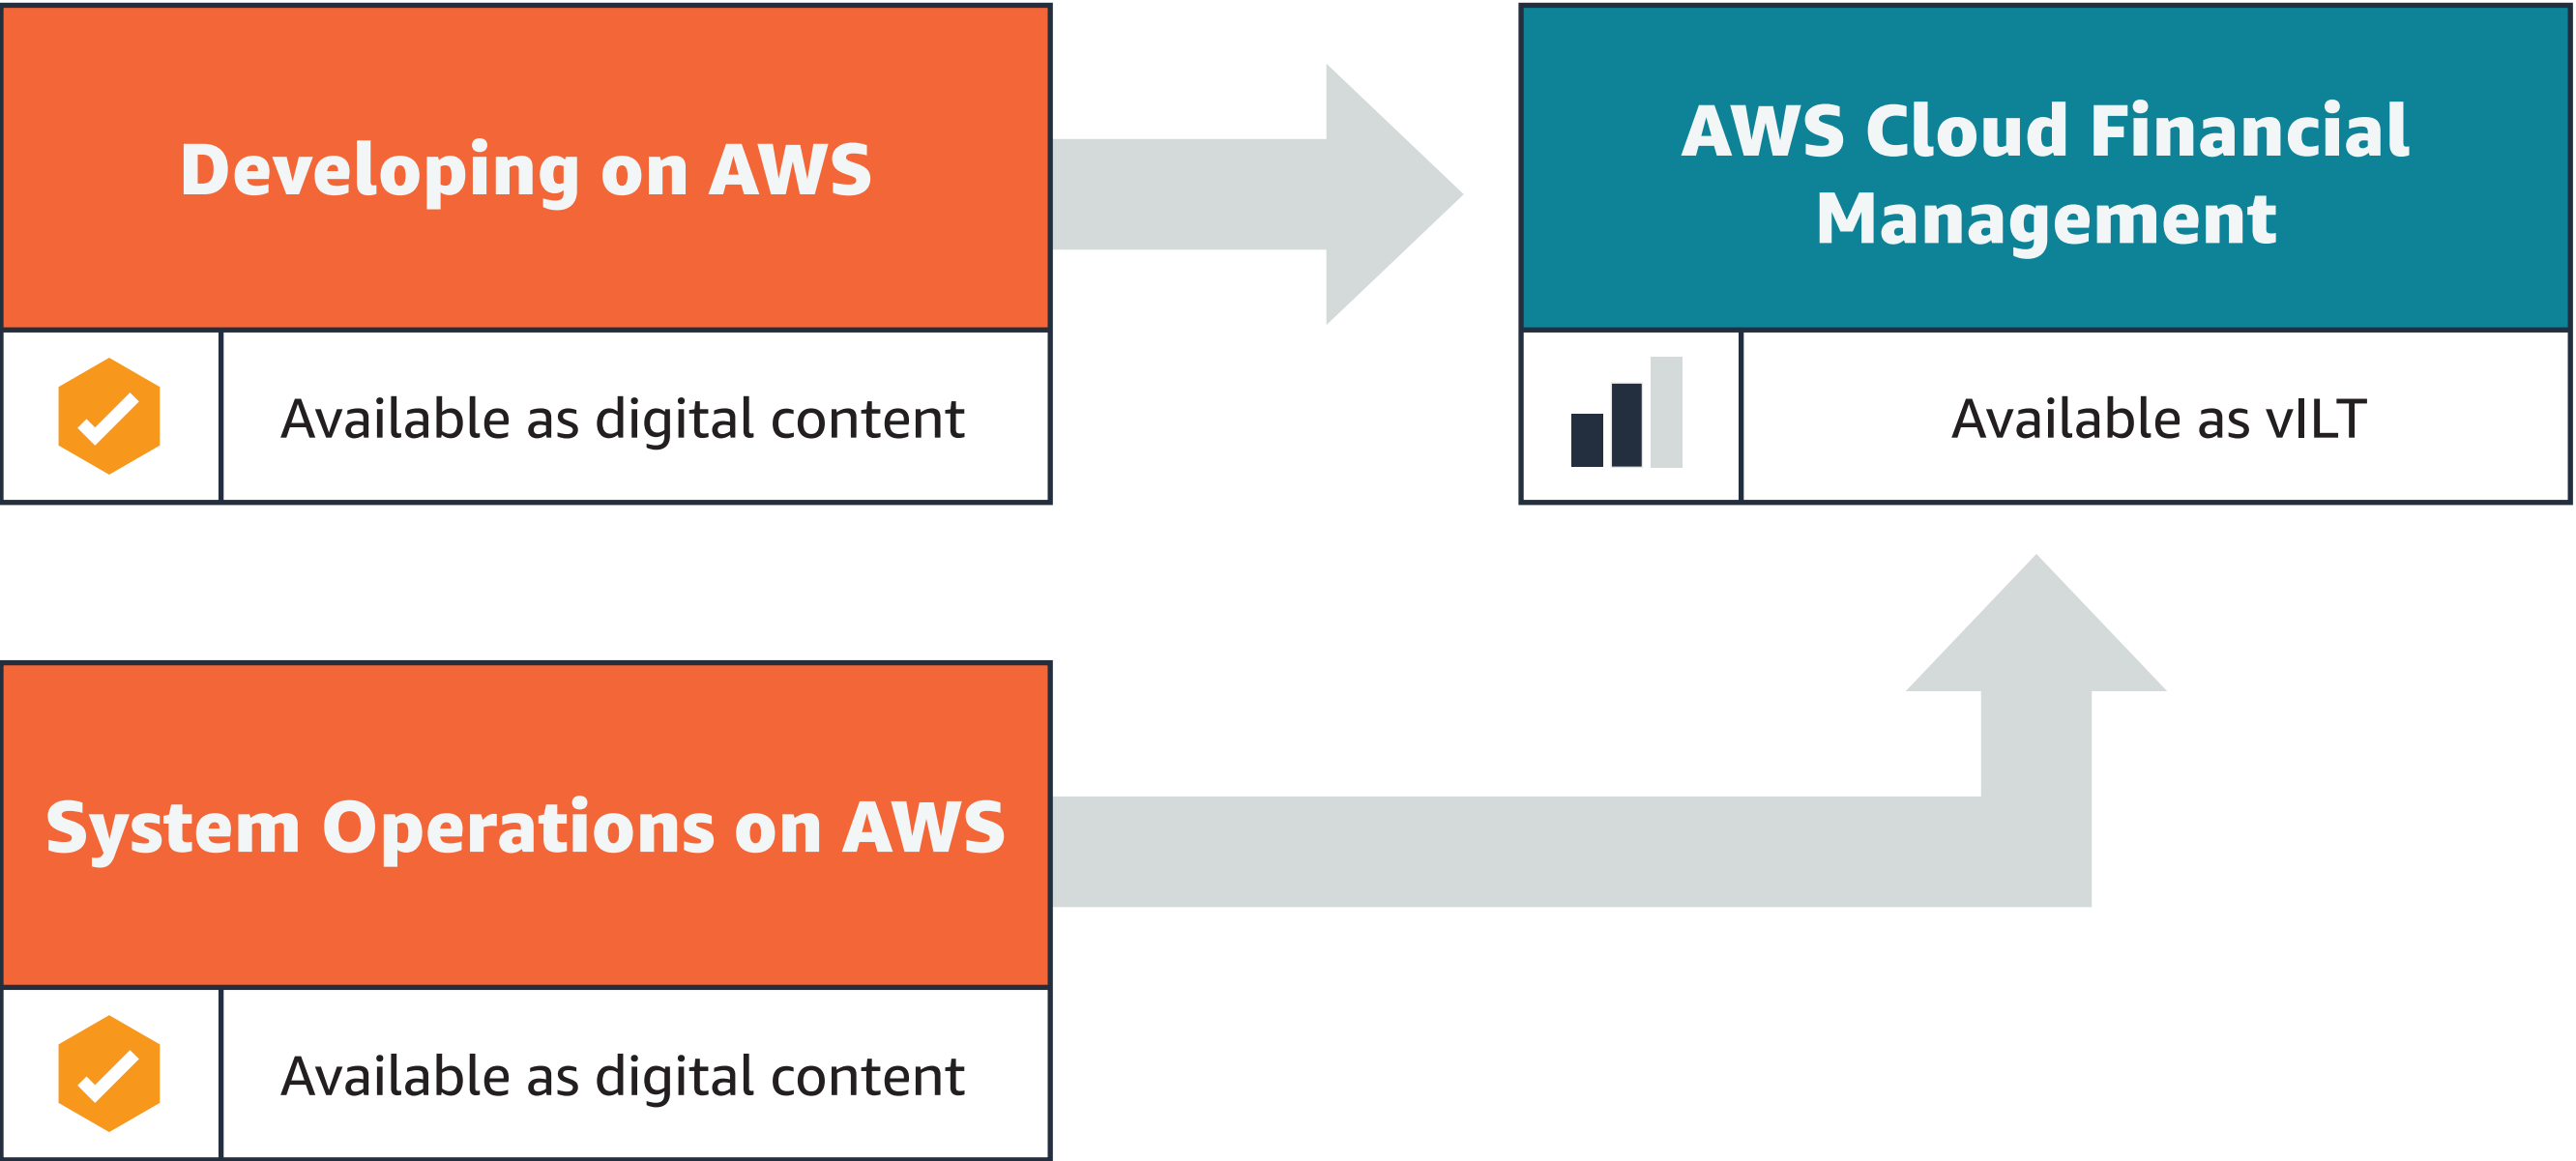 Developing on AWS
Available as digital content
AWS Cloud Financial
Management
Available as vILT
System Operations on AWS
Available as digital content